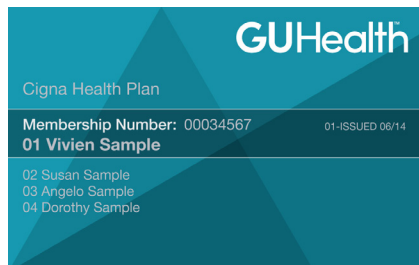 GUHealth
Cigna Health Plan
Membership Number: 00034567
01-ISSUED 06/14
01 Vivien Sample
02 Susan Sample
03 Angelo Sample
04 Dorothy Sample